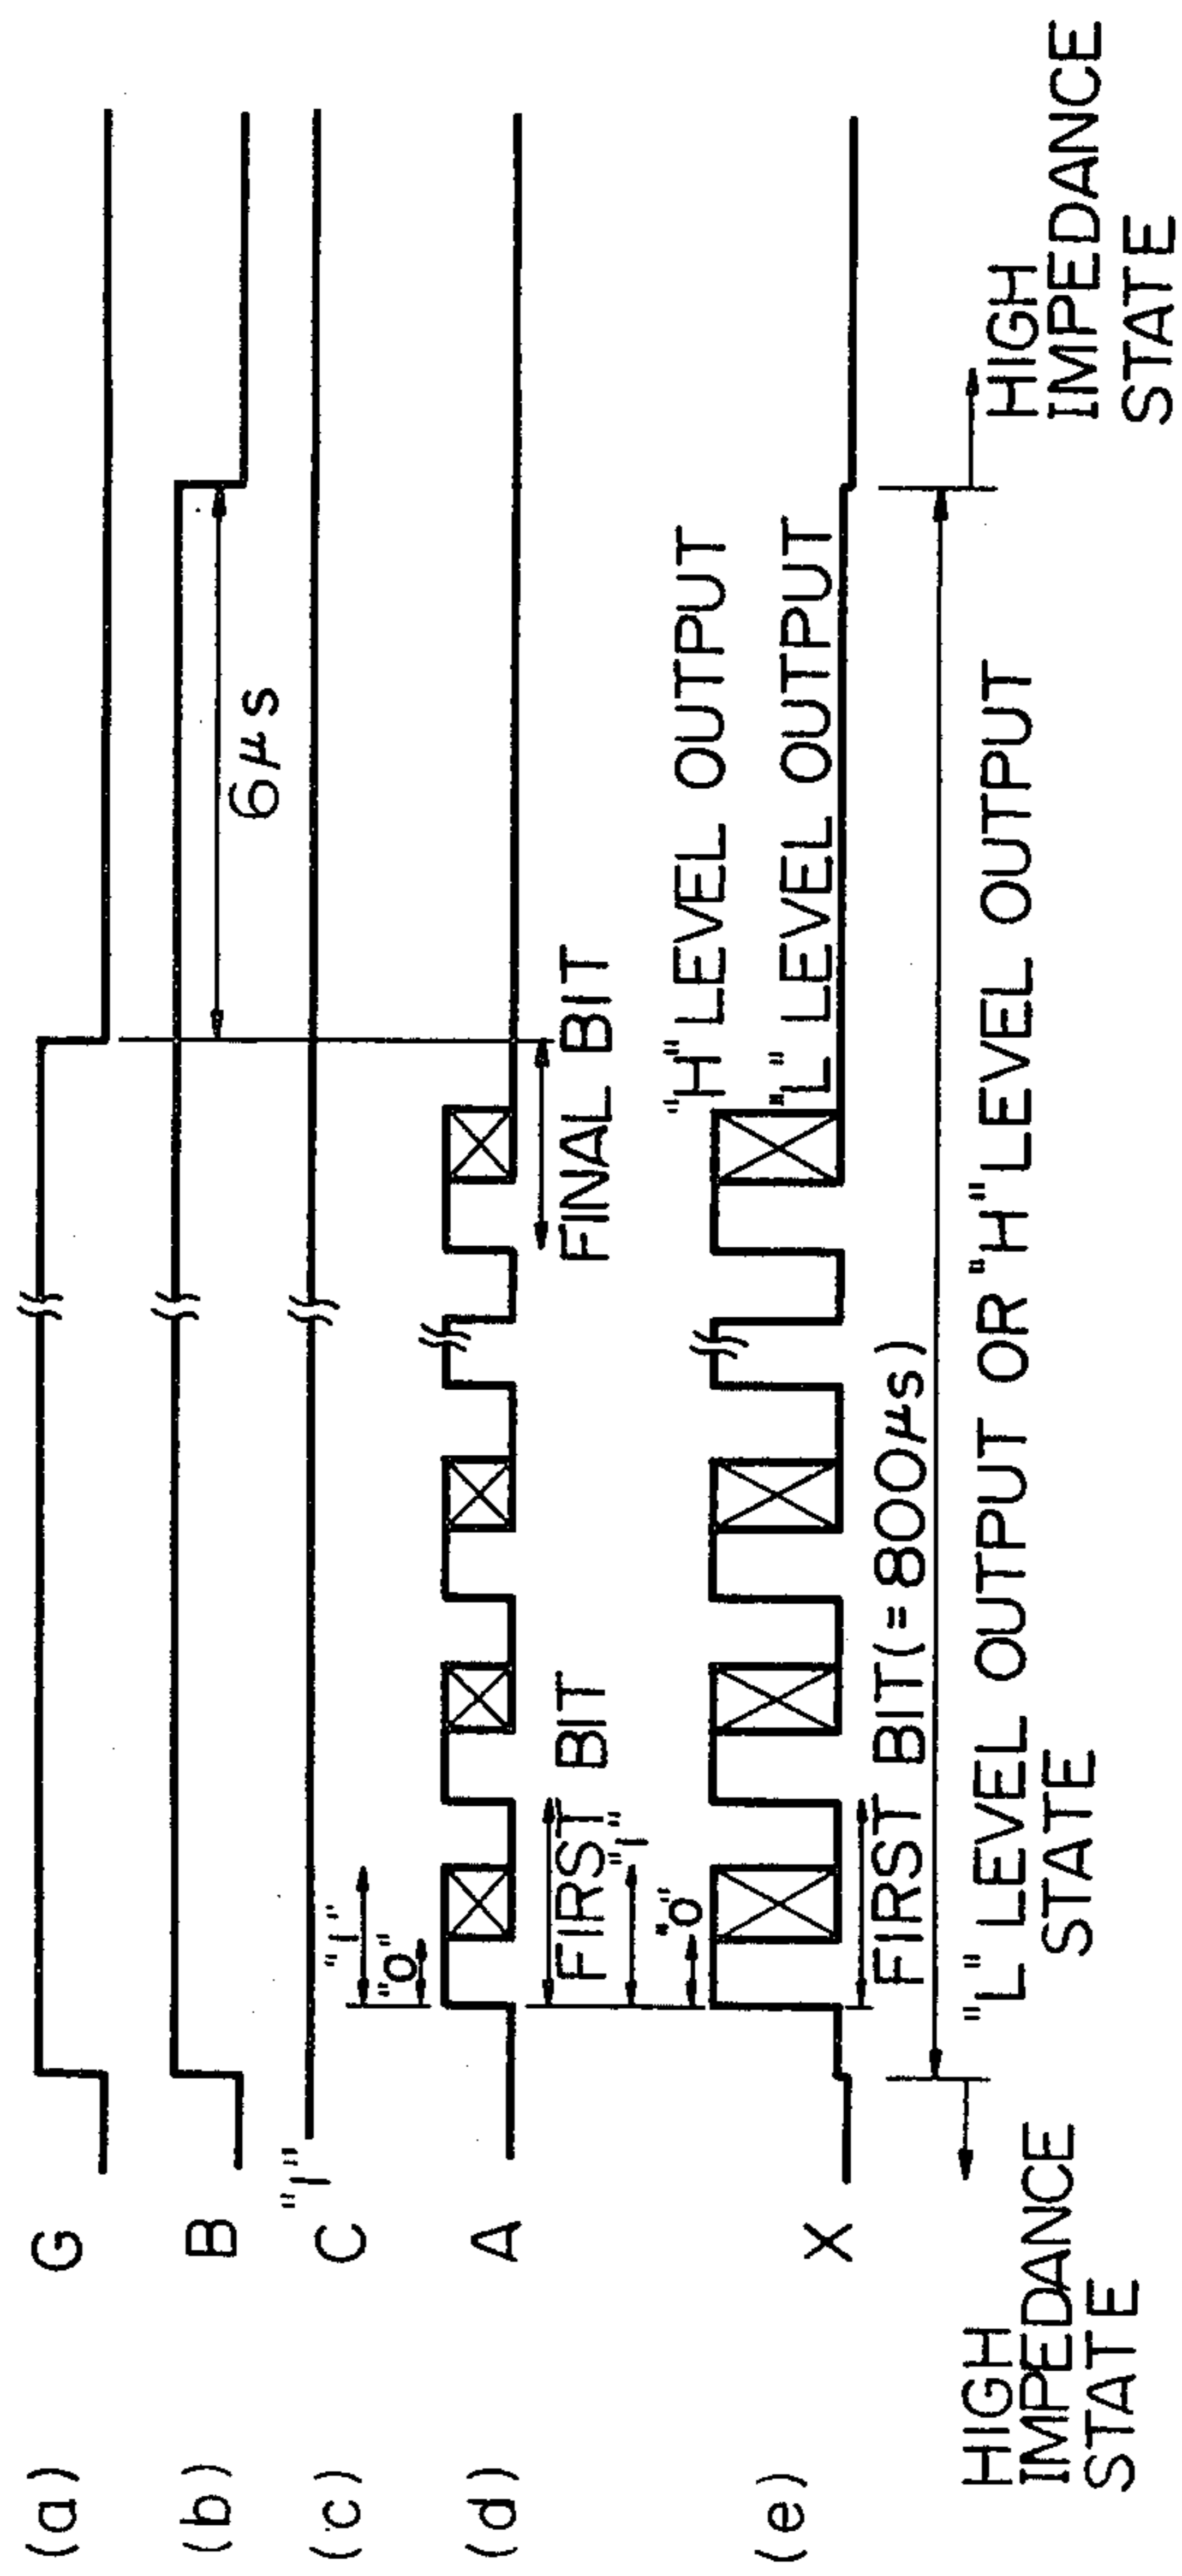 (a) G
(b) B
6μs
(c) C "1"
(d) A
"1"
"0"
FIRST BIT
FINAL BIT
"1"
"0"
(e) X
"H" LEVEL OUTPUT
"L" LEVEL OUTPUT
FIRST BIT (=800μs)
HIGH
IMPEDANCE
STATE
"L" LEVEL OUTPUT OR "H" LEVEL OUTPUT
STATE
HIGH
IMPEDANCE
STATE